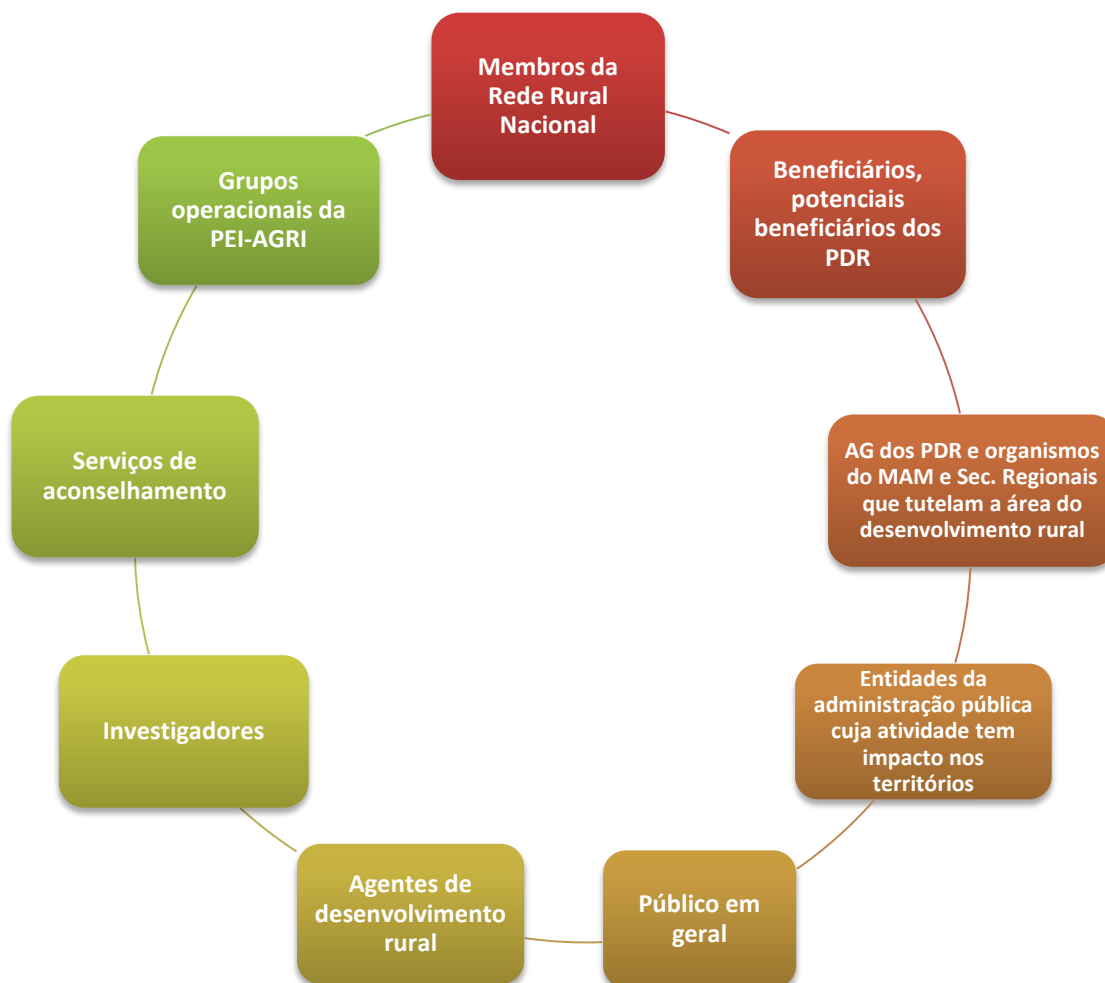 Membros da
Rede Rural
Nacional
Beneficiários,
potenciais
beneficiários dos
PDR
AG dos PDR e organismos
do MAM e Sec. Regionais
que tutelam a área do
desenvolvimento rural
Entidades da
administração pública
cuja atividade tem
impacto nos
territórios
Público em
geral
Agentes de
desenvolvimento
rural
Investigadores
Serviços de
aconselhamento
Grupos
operacionais da
PEI-AGRI